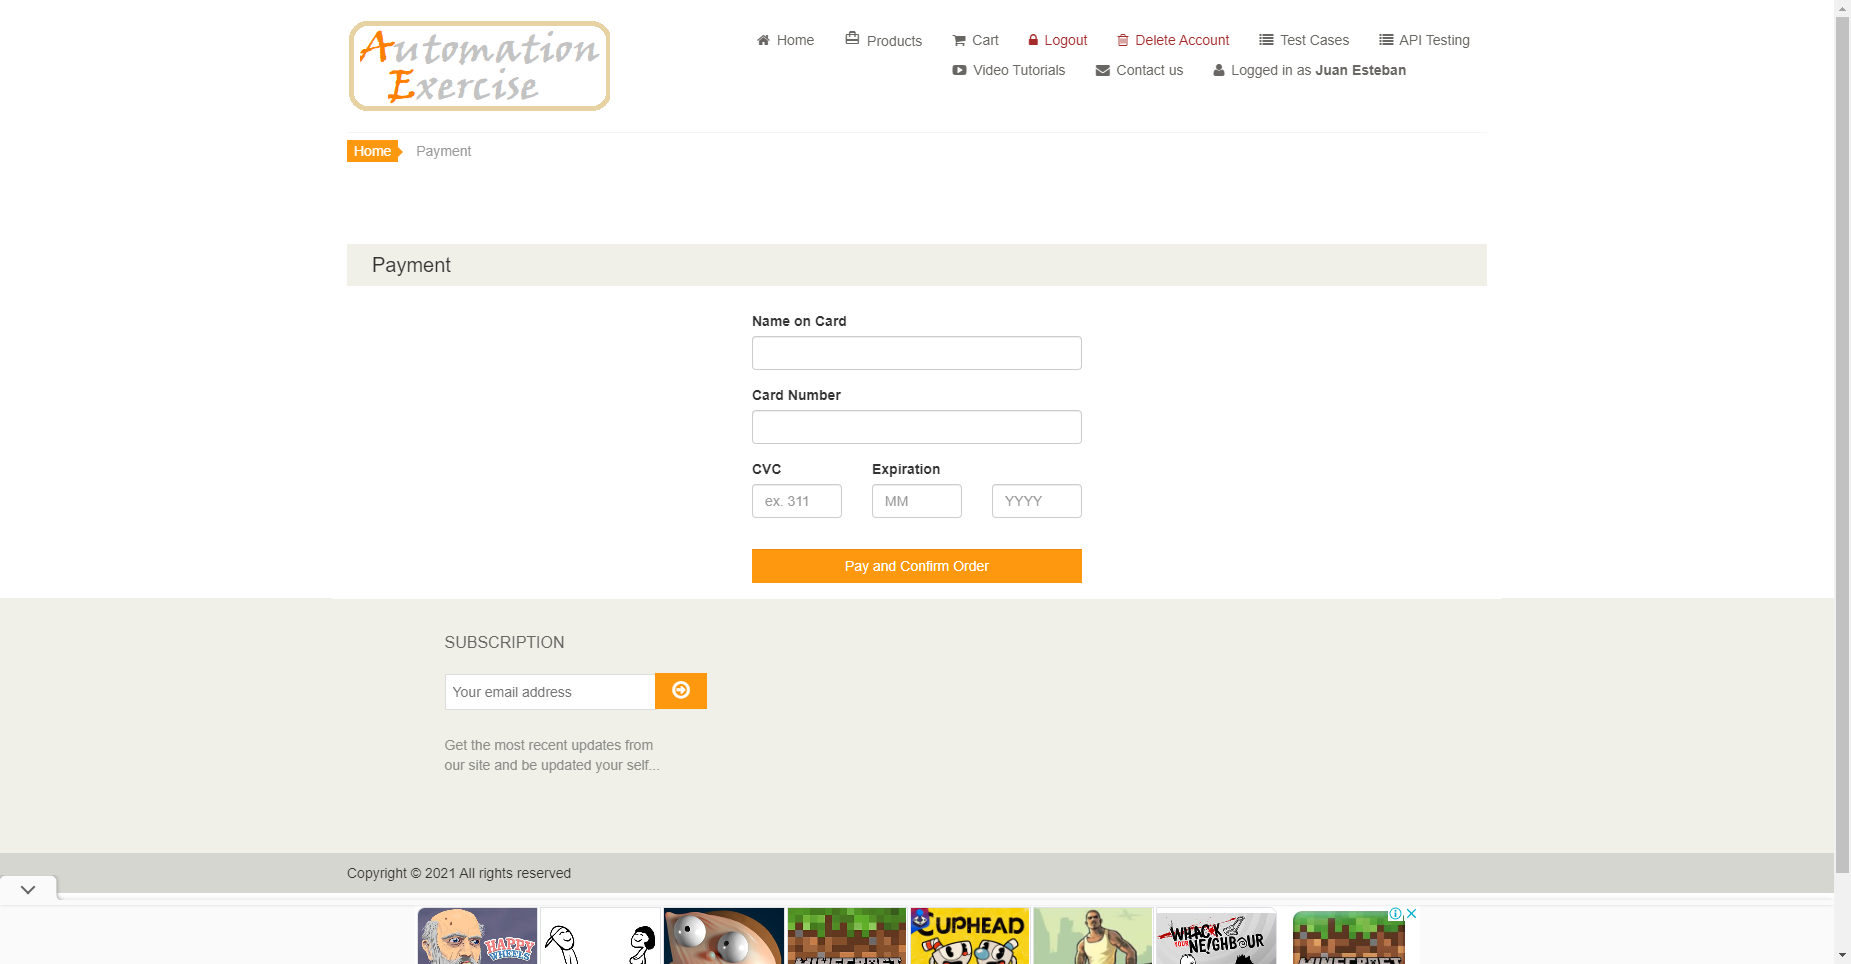 Automation
Exercise
Home
Products
Cart
Logout
Delete Account
Test Cases
API Testing
Video Tutorials
Contact us
Logged in as Juan Esteban
Home
Payment
Payment
Name on Card
Card Number
CVC
Expiration
ex. 311
MM
YYYY
Pay and Confirm Order
SUBSCRIPTION
Your email address
Get the most recent updates from
our site and be updated your self...
Copyright © 2021 All rights reserved
HAPPY
WHEELS
MINECRAFT
CUPHEAD
WHACK
YOUR
NEIGHBOUR
MINECRAFT